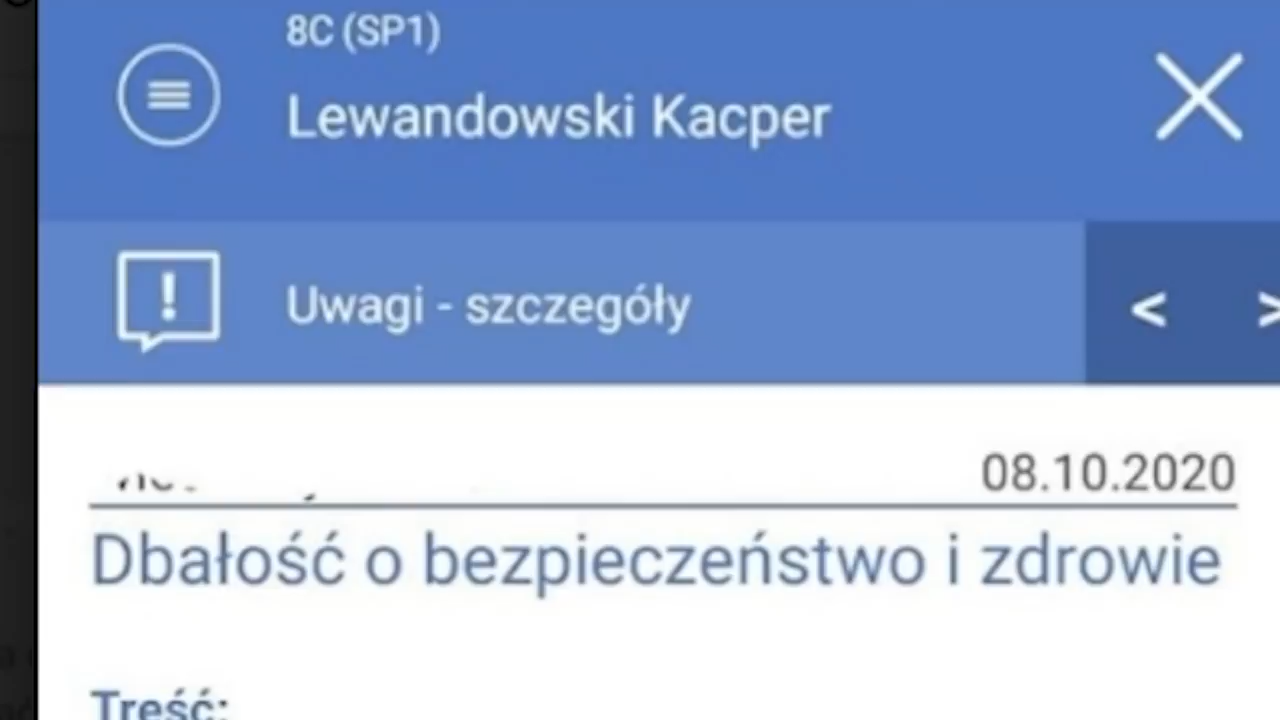 8C (SP1)
Lewandowski Kacper
Uwagi - szczegóły
< >
08.10.2020
Dbałość o bezpieczeństwo i zdrowie
Treść: